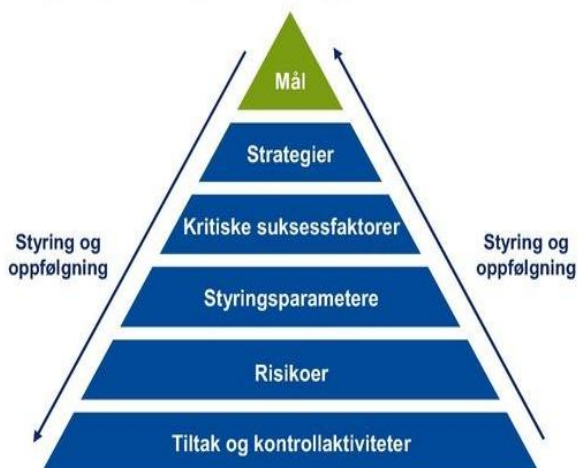 Mål
Strategier
Kritiske suksessfaktorer
Styring og
oppfølgning
Styring og
oppfølgning
Styringsparametere
Risikoer
Tiltak og kontrollaktiviteter